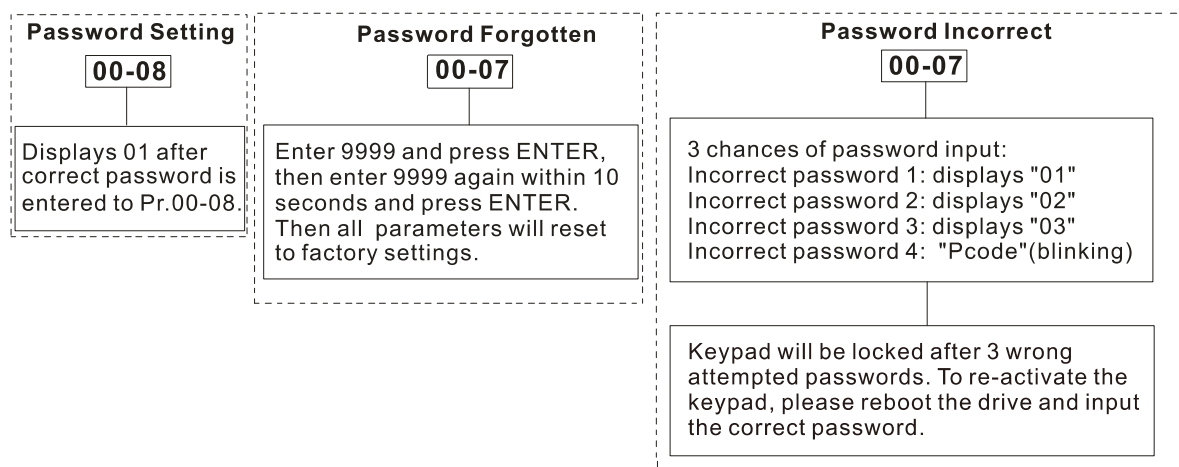 Password Setting
00-08
Displays 01 after
correct password is
entered to Pr.00-08.
Password Forgotten
00-07
Enter 9999 and press ENTER,
then enter 9999 again within 10
seconds and press ENTER.
Then all parameters will reset
to factory settings.
Password Incorrect
00-07
3 chances of password input:
Incorrect password 1: displays "01"
Incorrect password 2: displays "02"
Incorrect password 3: displays "03"
Incorrect password 4: "Pcode"(blinking)
Keypad will be locked after 3 wrong
attempted passwords. To re-activate the
keypad, please reboot the drive and input
the correct password.